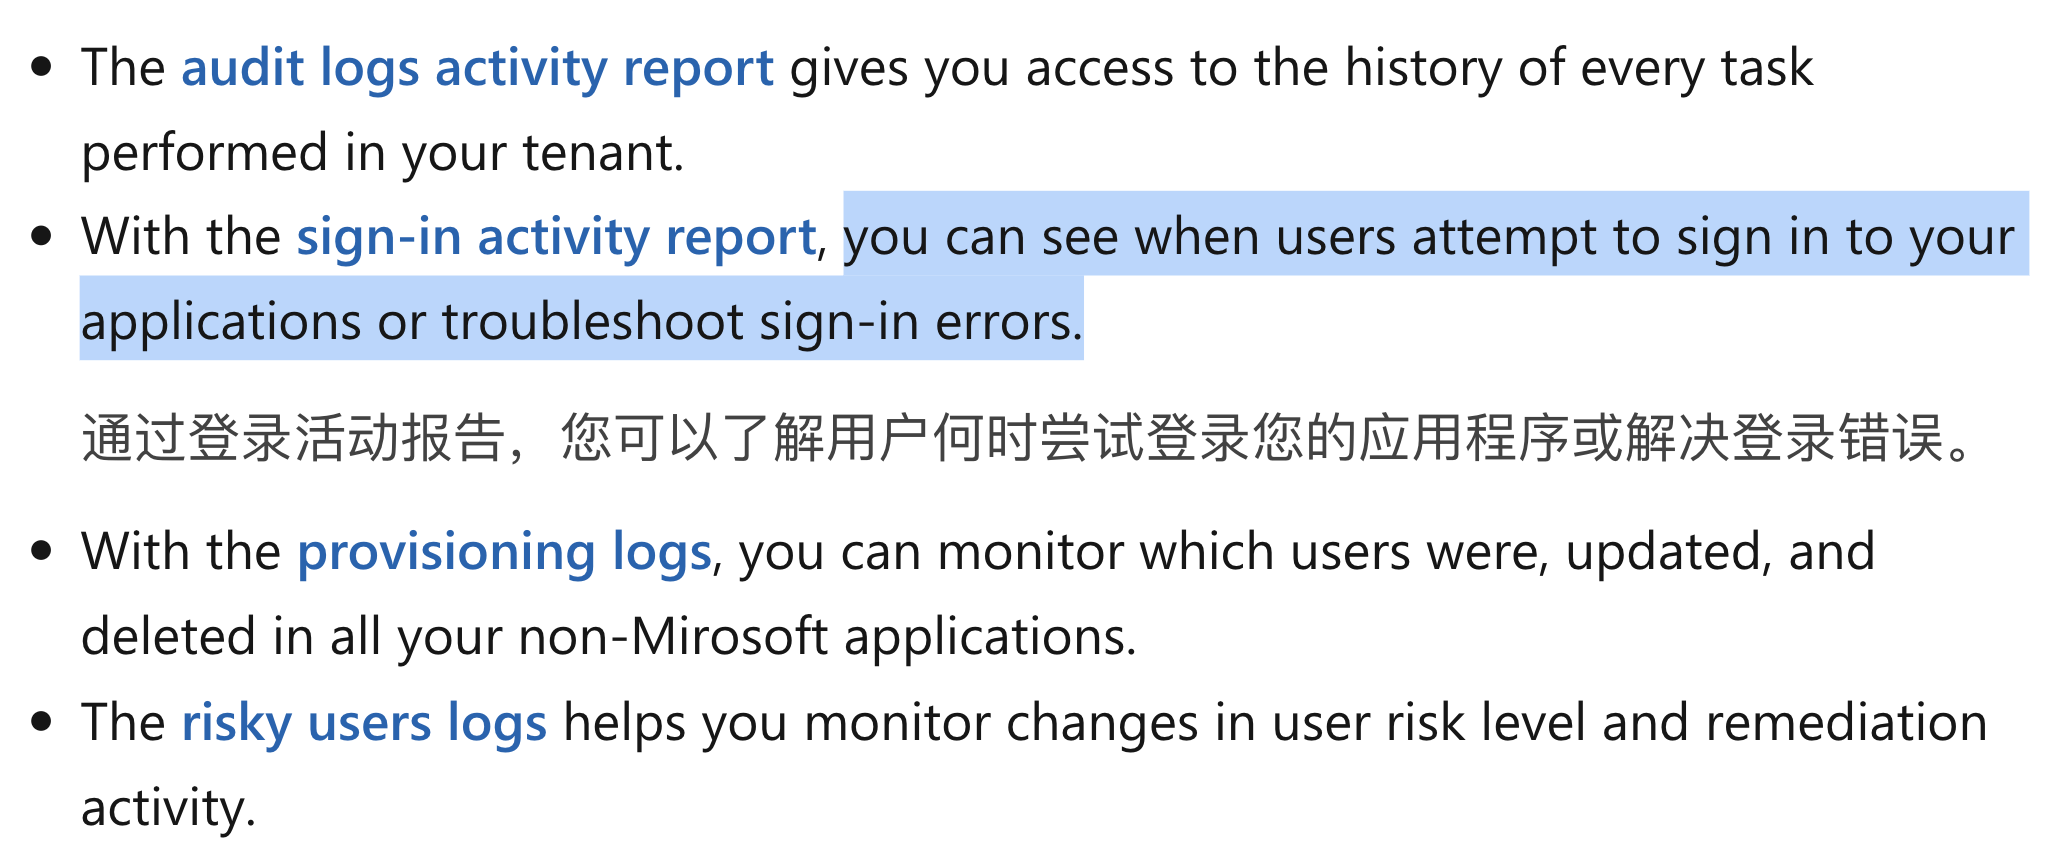 • The audit logs activity report gives you access to the history of every task
performed in your tenant.
• With the sign-in activity report, you can see when users attempt to sign in to your
applications or troubleshoot sign-in errors.
通过登录活动报告，您可以了解用户何时尝试登录您的应用程序或解决登录错误。
• With the provisioning logs, you can monitor which users were, updated, and
deleted in all your non-Mirosoft applications.
• The risky users logs helps you monitor changes in user risk level and remediation
activity.